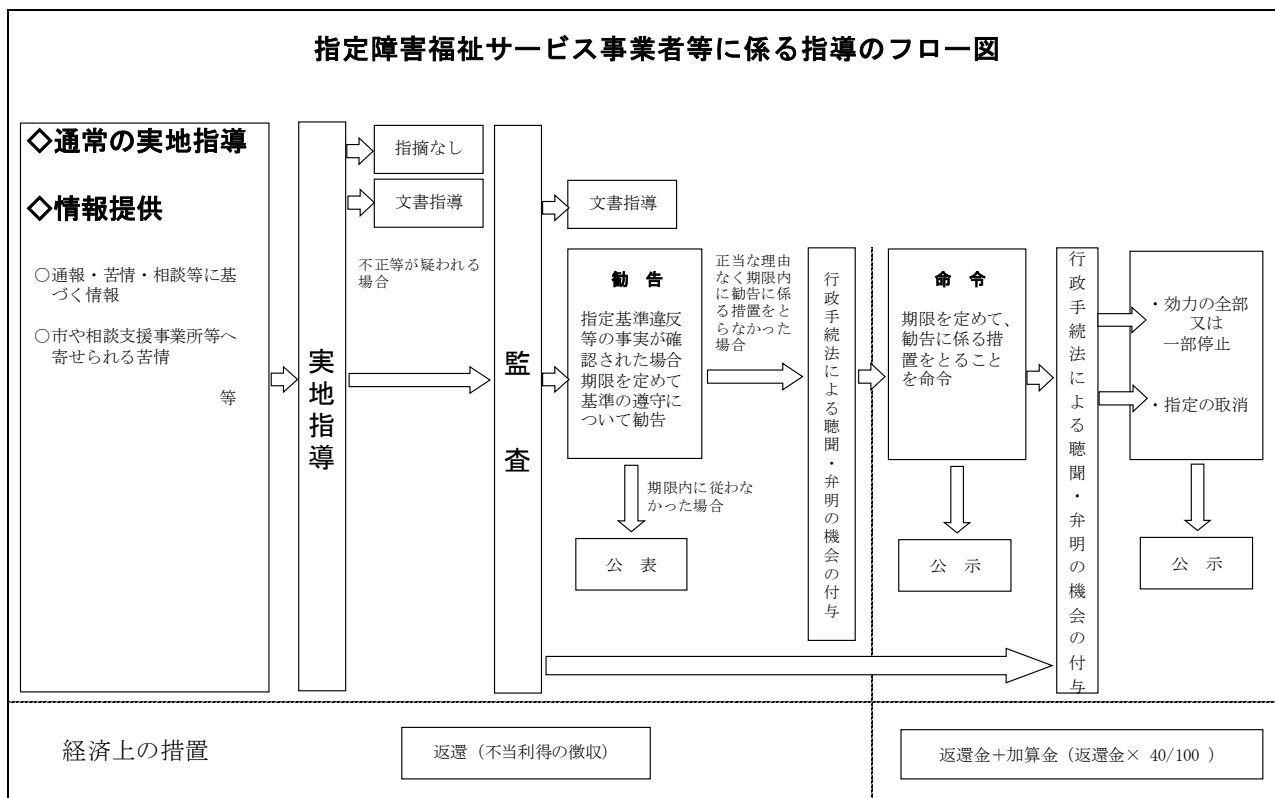 指定障害福祉サービス事業者等に係る指導のフロー図
◇通常の実地指導
◇情報提供
○通報・苦情・相談等に基
づく情報
○市や相談支援事業所等へ
寄せられる苦情
等
実地指導
指摘なし
文書指導
不正等が疑われる
場合
監査
文書指導
勧 告
指定基準違反
等の事実が確
認された場合
期限を定めて
基準の遵守に
ついて勧告
期限内に従わな
かった場合
公 表
正当な理由
なく期限内
に勧告に係
る措置をと
らなかった
場合
行政手続法による聴聞・弁明の機会の付与
命 令
期限を定めて、
勧告に係る措
置をとること
を命令
公 示
行政手続法による聴聞・弁明の機会の付与
・効力の全部
又は
一部停止
・指定の取消
公 示
経済上の措置
返還（不当利得の徴収）
返還金＋加算金（返還金× 40/100 ）